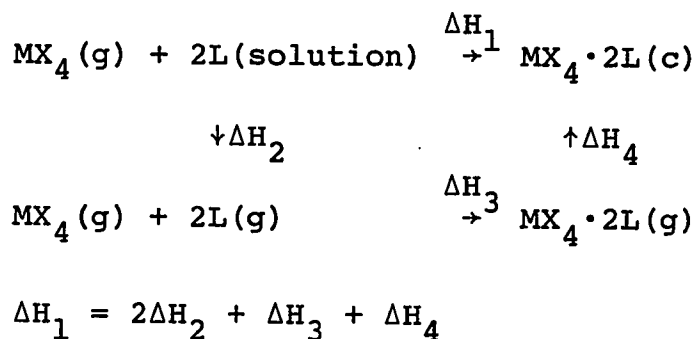 ΔH₁
MX₄(g) + 2L(solution) → MX₄·2L(c)
↓ΔH₂ ↑ΔH₄
ΔH₃
MX₄(g) + 2L(g) → MX₄·2L(g)
ΔH₁ = 2ΔH₂ + ΔH₃ + ΔH₄